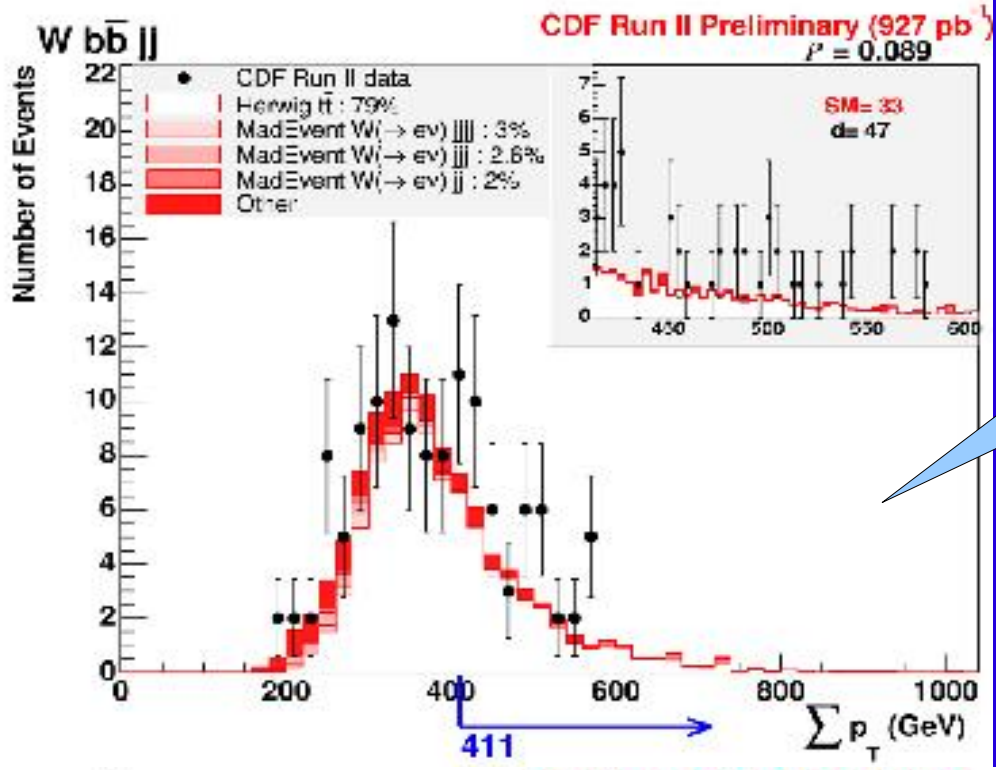 W bb̄ jj
CDF Run II Preliminary (927 pb⁻¹)
P = 0.089
Number of Events
CDF Run II data
Herwig tt̄ : 79%
MadEvent W(→ eν) jjjj : 3%
MadEvent W(→ eν) jjj : 2.6%
MadEvent W(→ eν) jj : 2%
Other
SM= 33
d= 47
7
6
5
4
3
2
1
0
450 500 550 600
22
20
18
16
14
12
10
8
6
4
2
0
0 200 400 600 800 1000
411
∑ p_T (GeV)